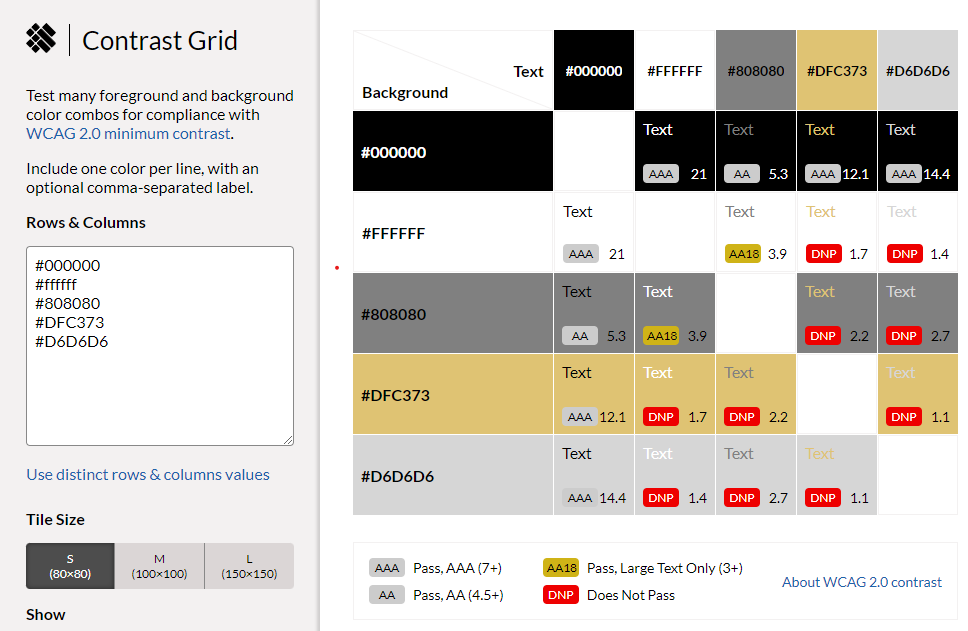 Contrast Grid
Test many foreground and background
color combos for compliance with
WCAG 2.0 minimum contrast.
Include one color per line, with an
optional comma-separated label.
Rows & Columns
#000000
#ffffff
#808080
#DFC373
#D6D6D6
Use distinct rows & columns values
Tile Size
S
(80×80)
M
(100×100)
L
(150×150)
Show
Text
Background
#000000
#FFFFFF
#808080
#DFC373
#D6D6D6
#000000
Text
AAA 21
Text
AA 5.3
Text
AAA 12.1
Text
AAA 14.4
#FFFFFF
Text
AAA 21
Text
AA18 3.9
Text
DNP 1.7
Text
DNP 1.4
#808080
Text
AA 5.3
Text
AA18 3.9
Text
DNP 2.2
Text
DNP 2.7
#DFC373
Text
AAA 12.1
Text
DNP 1.7
Text
DNP 2.2
Text
DNP 1.1
#D6D6D6
Text
AAA 14.4
Text
DNP 1.4
Text
DNP 2.7
Text
DNP 1.1
AAA Pass, AAA (7+)
AA Pass, AA (4.5+)
AA18 Pass, Large Text Only (3+)
DNP Does Not Pass
About WCAG 2.0 contrast